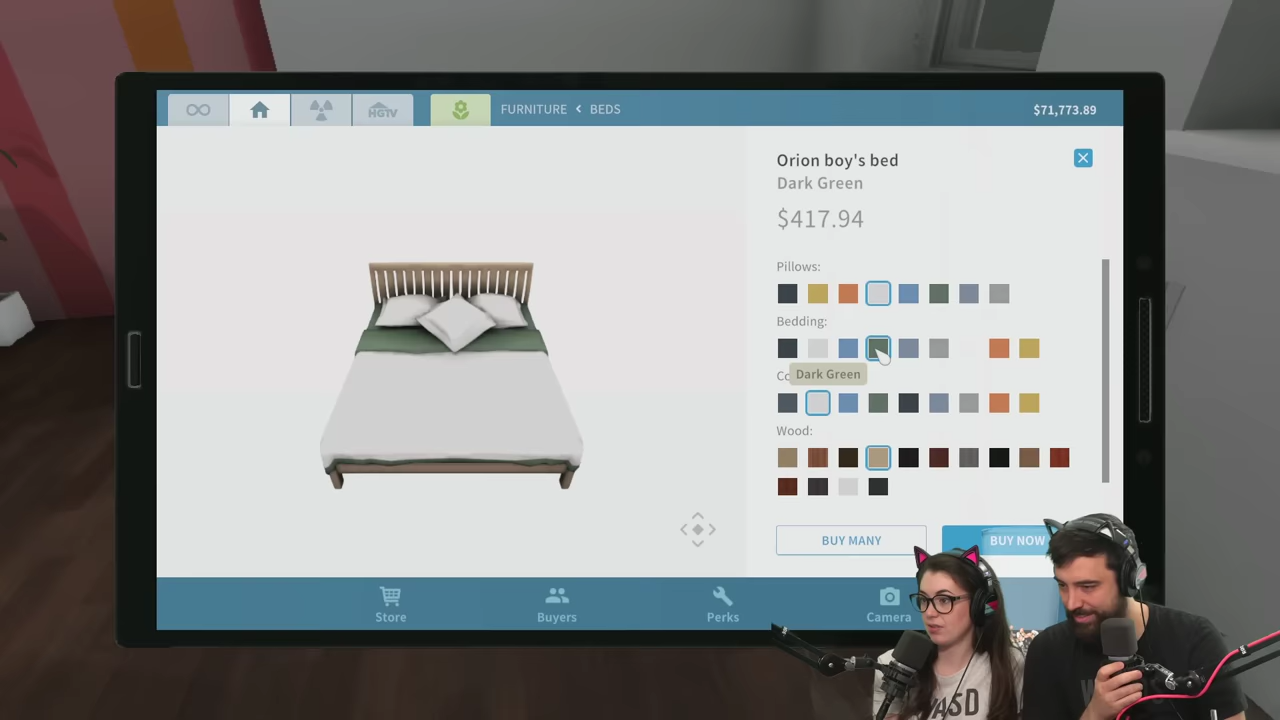 HGTV
FURNITURE < BEDS
$71,773.89
Orion boy's bed
Dark Green
$417.94
Pillows:
Bedding:
Dark Green
Wood:
BUY MANY
BUY NOW
Store
Buyers
Perks
Camera